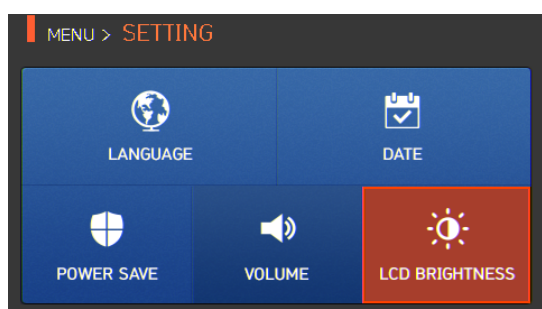 MENU > SETTING
LANGUAGE
DATE
POWER SAVE
VOLUME
LCD BRIGHTNESS